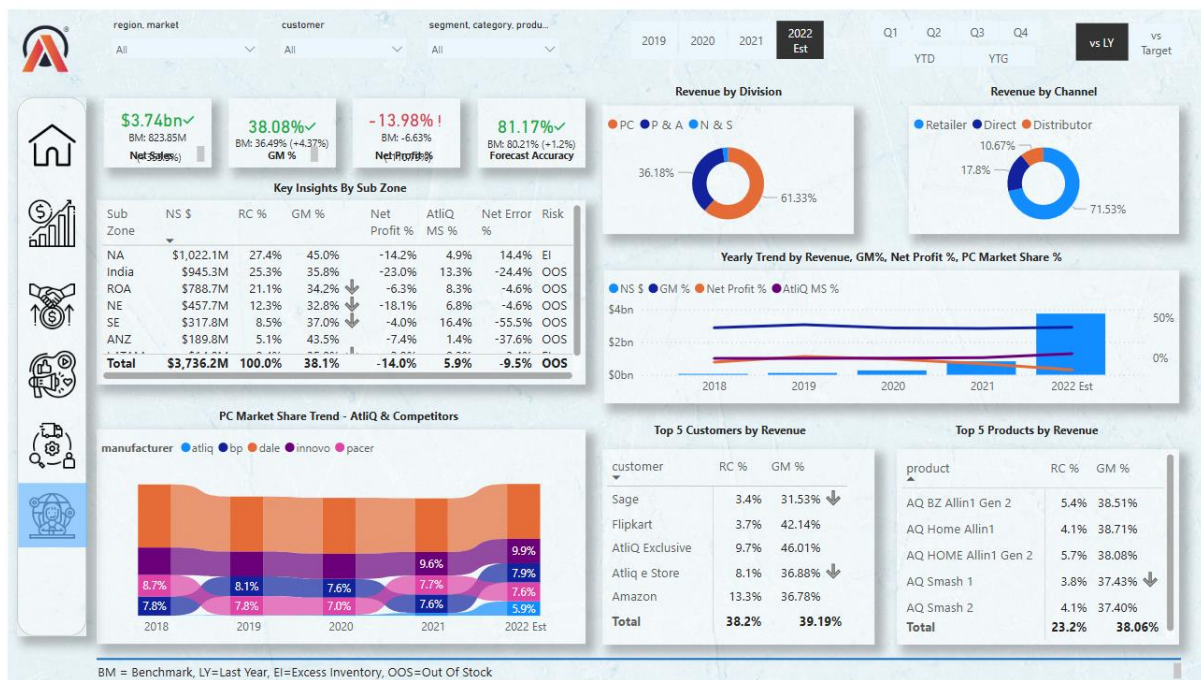 region, market
customer
segment, category, produ...
All
All
All
2019
2020
2021
2022
Est
Q1
Q2
Q3
Q4
YTD
YTG
vs LY
vs
Target
$3.74bn
BM: 823.85M
Net Sales
38.08%
BM: 36.49% (+4.37%)
GM %
-13.98% !
BM: -6.63%
Net Profit %
81.17%
BM: 80.21% (+1.2%)
Forecast Accuracy
Revenue by Division
PC P & A N & S
36.18%
61.33%
Revenue by Channel
Retailer Direct Distributor
10.67%
17.8%
71.53%
Key Insights By Sub Zone
Sub NS $ RC % GM % Net AtliQ Net Error Risk
Zone Profit % MS % %
NA $1,022.1M 27.4% 45.0% -14.2% 4.9% 14.4% EI
India $945.3M 25.3% 35.8% -23.0% 13.3% -24.4% OOS
ROA $788.7M 21.1% 34.2% -6.3% 8.3% -4.6% OOS
NE $457.7M 12.3% 32.8% -18.1% 6.8% -4.6% OOS
SE $317.8M 8.5% 37.0% -4.0% 16.4% -55.5% OOS
ANZ $189.8M 5.1% 43.5% -7.4% 1.4% -37.6% OOS
Total $3,736.2M 100.0% 38.1% -14.0% 5.9% -9.5% OOS
Yearly Trend by Revenue, GM%, Net Profit %, PC Market Share %
NS $ GM % Net Profit % AtliQ MS %
$4bn
$2bn
$0bn
50%
0%
2018 2019 2020 2021 2022 Est
PC Market Share Trend - AtliQ & Competitors
manufacturer atliq bp dale innovo pacer
8.7%
7.8%
8.1%
7.8%
7.6%
7.0%
9.6%
7.7%
7.6%
9.9%
7.9%
7.6%
5.9%
2018 2019 2020 2021 2022 Est
Top 5 Customers by Revenue
customer RC % GM %
Sage 3.4% 31.53%
Flipkart 3.7% 42.14%
AtliQ Exclusive 9.7% 46.01%
Atliq e Store 8.1% 36.88%
Amazon 13.3% 36.78%
Total 38.2% 39.19%
Top 5 Products by Revenue
product RC % GM %
AQ BZ Allin1 Gen 2 5.4% 38.51%
AQ Home Allin1 4.1% 38.71%
AQ HOME Allin1 Gen 2 5.7% 38.08%
AQ Smash 1 3.8% 37.43%
AQ Smash 2 4.1% 37.40%
Total 23.2% 38.06%
BM = Benchmark, LY=Last Year, EI=Excess Inventory, OOS=Out Of Stock